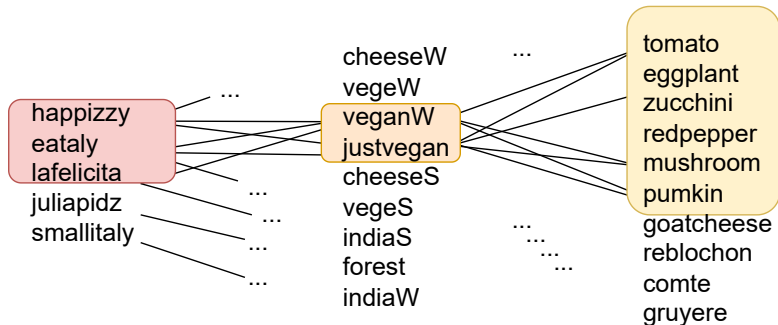 happizzy
eataly
lafelicita
juliapidz
smallitaly
...
...
...
...
...
cheeseW
vegeW
veganW
justvegan
cheeseS
vegeS
indiaS
forest
indiaW
...
...
...
...
...
tomato
eggplant
zucchini
redpepper
mushroom
pumkin
goatcheese
reblochon
comte
gruyere